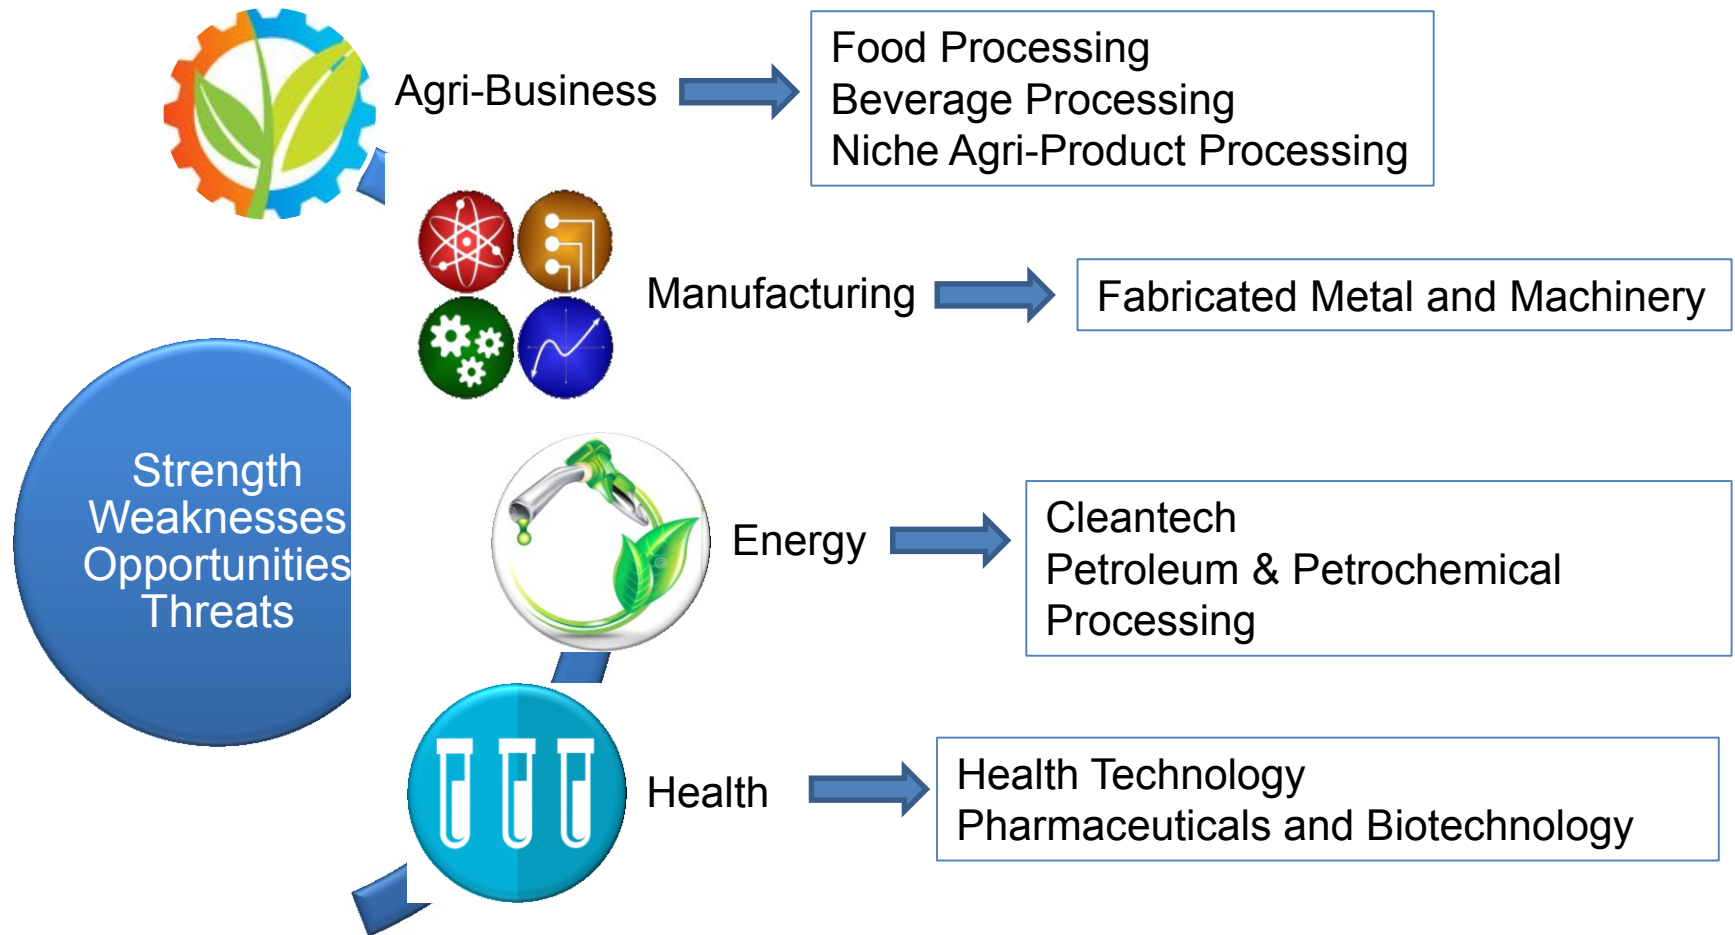 Agri-Business
Food Processing
Beverage Processing
Niche Agri-Product Processing
Manufacturing
Fabricated Metal and Machinery
Strength
Weaknesses
Opportunities
Threats
Energy
Cleantech
Petroleum & Petrochemical
Processing
Health
Health Technology
Pharmaceuticals and Biotechnology